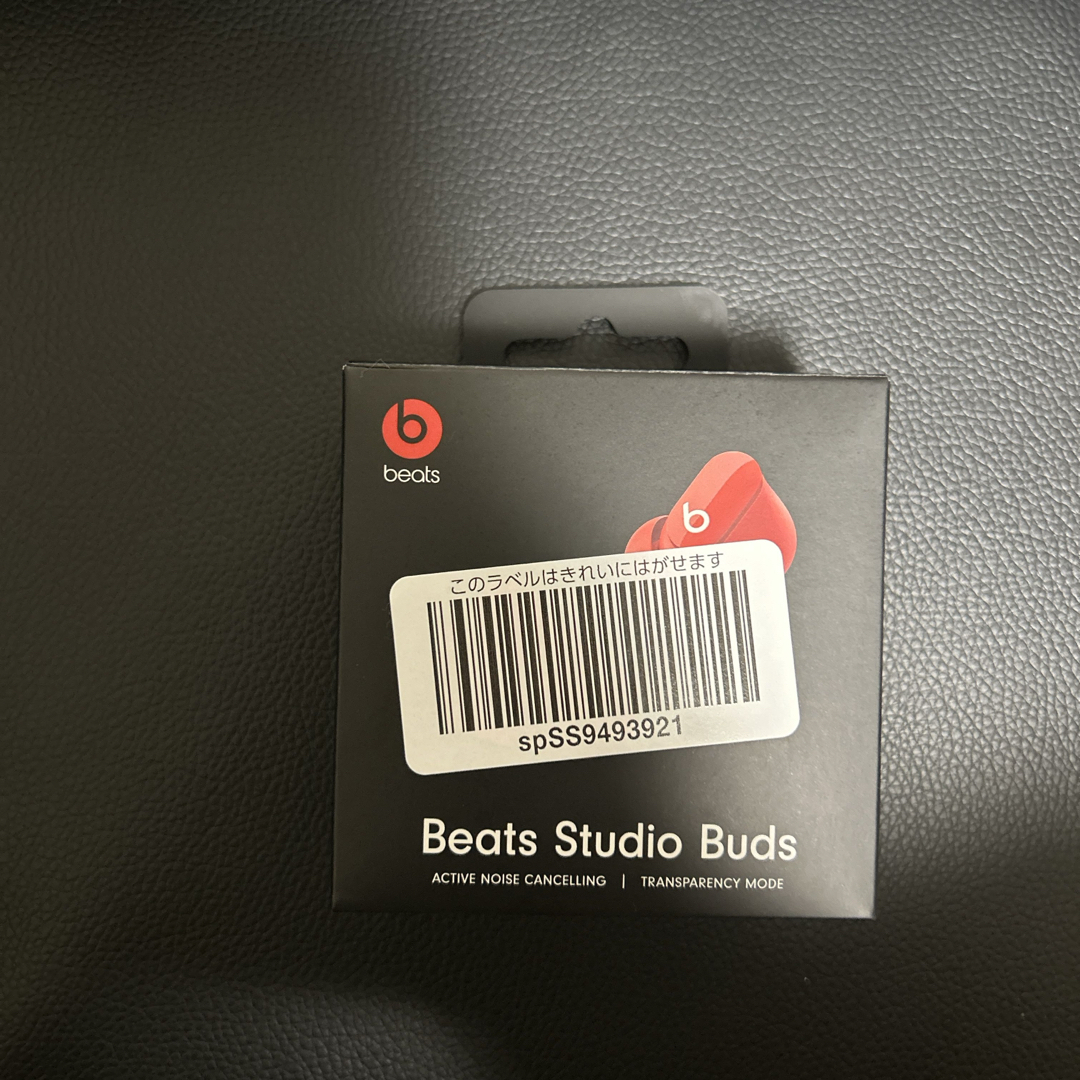 beats
b
このラベルはきれいにはがせます
spSS9493921
Beats Studio Buds
ACTIVE NOISE CANCELLING | TRANSPARENCY MODE